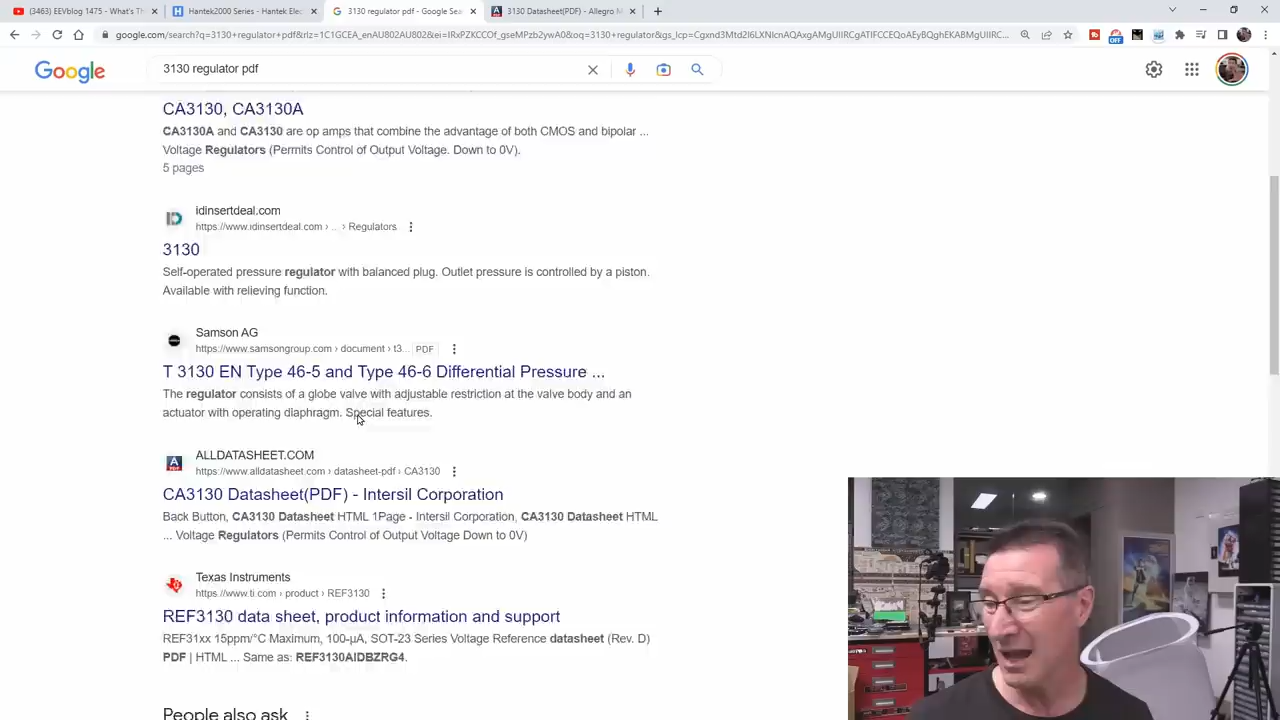 (3463) EEVblog 1475 - What's Th
Hantek2000 Series - Hantek Elect
3130 regulator pdf - Google Sea
3130 Datasheet(PDF) - Allegro M
3130 regulator pdf
Google
CA3130, CA3130A
CA3130A and CA3130 are op amps that combine the advantage of both CMOS and bipolar ...
Voltage Regulators (Permits Control of Output Voltage. Down to 0V).
5 pages
idinsertdeal.com
https://www.idinsertdeal.com › ... › Regulators
3130
Self-operated pressure regulator with balanced plug. Outlet pressure is controlled by a piston.
Available with relieving function.
Samson AG
https://www.samsongroup.com › document › t3... PDF
T 3130 EN Type 46-5 and Type 46-6 Differential Pressure ...
The regulator consists of a globe valve with adjustable restriction at the valve body and an
actuator with operating diaphragm. Special features.
ALLDATASHEET.COM
https://www.alldatasheet.com › datasheet-pdf › CA3130
CA3130 Datasheet(PDF) - Intersil Corporation
Back Button, CA3130 Datasheet HTML 1Page - Intersil Corporation, CA3130 Datasheet HTML
... Voltage Regulators (Permits Control of Output Voltage Down to 0V)
Texas Instruments
https://www.ti.com › product › REF3130
REF3130 data sheet, product information and support
REF31xx 15ppm/°C Maximum, 100-μA, SOT-23 Series Voltage Reference datasheet (Rev. D)
PDF | HTML ... Same as: REF3130AIDBZRG4.
People also ask